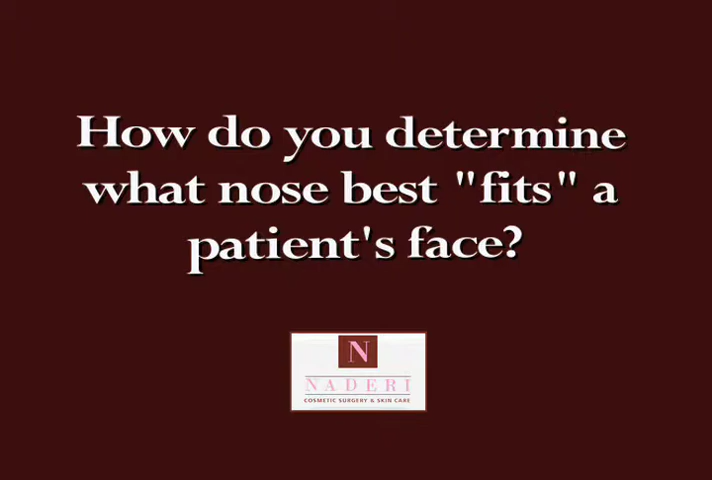 How do you determine
what nose best "fits" a
patient's face?
N
NADERI
COSMETIC SURGERY & SKIN CARE